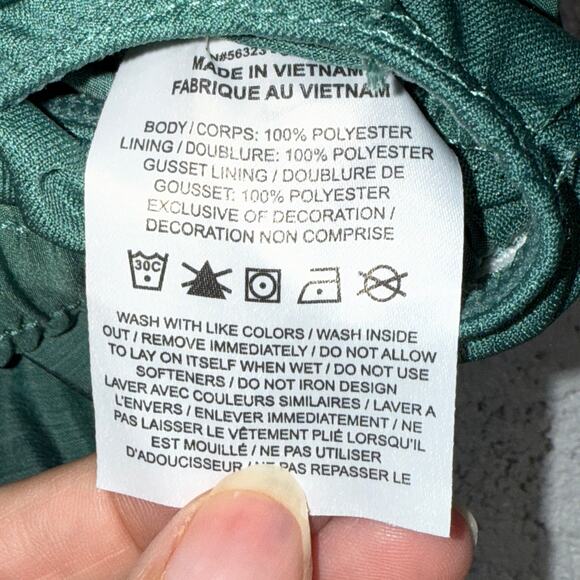 MADE IN VIETNAM
FABRIQUE AU VIETNAM
BODY / CORPS: 100% POLYESTER
LINING / DOUBLURE: 100% POLYESTER
GUSSET LINING / DOUBLURE DE
GOUSSET: 100% POLYESTER
EXCLUSIVE OF DECORATION /
DECORATION NON COMPRISE
30C
WASH WITH LIKE COLORS / WASH INSIDE
OUT / REMOVE IMMEDIATELY / DO NOT ALLOW
TO LAY ON ITSELF WHEN WET / DO NOT USE
SOFTENERS / DO NOT IRON DESIGN
LAVER AVEC COULEURS SIMILAIRES / LAVER A
L'ENVERS / ENLEVER IMMEDIATEMENT / NE
PAS LAISSER LE VÊTEMENT PLIÉ LORSQU'IL
EST MOUILLÉ / NE PAS UTILISER
D'ADOUCISSEUR / NE PAS REPASSER LE